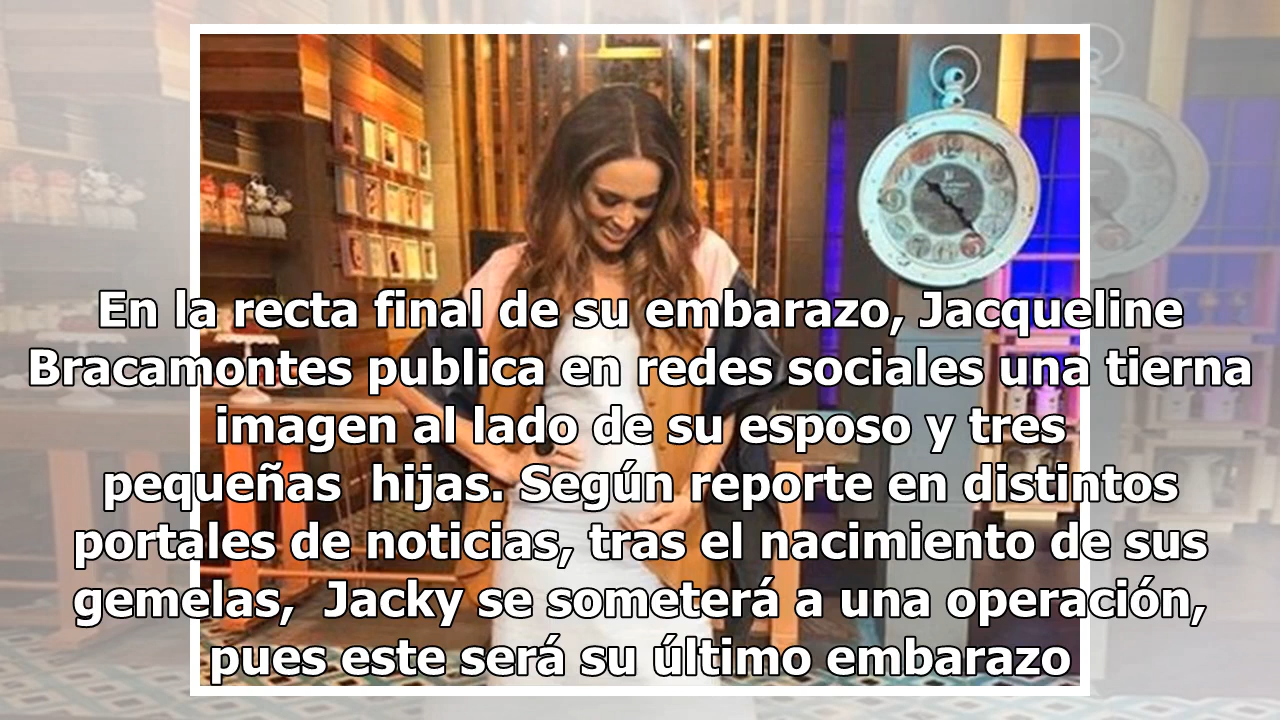 En la recta final de su embarazo, Jacqueline
Bracamontes publica en redes sociales una tierna
imagen al lado de su esposo y tres
pequeñas  hijas. Según reporte en distintos
portales de noticias, tras el nacimiento de sus
gemelas,  Jacky se someterá a una operación,
pues este será su último embarazo